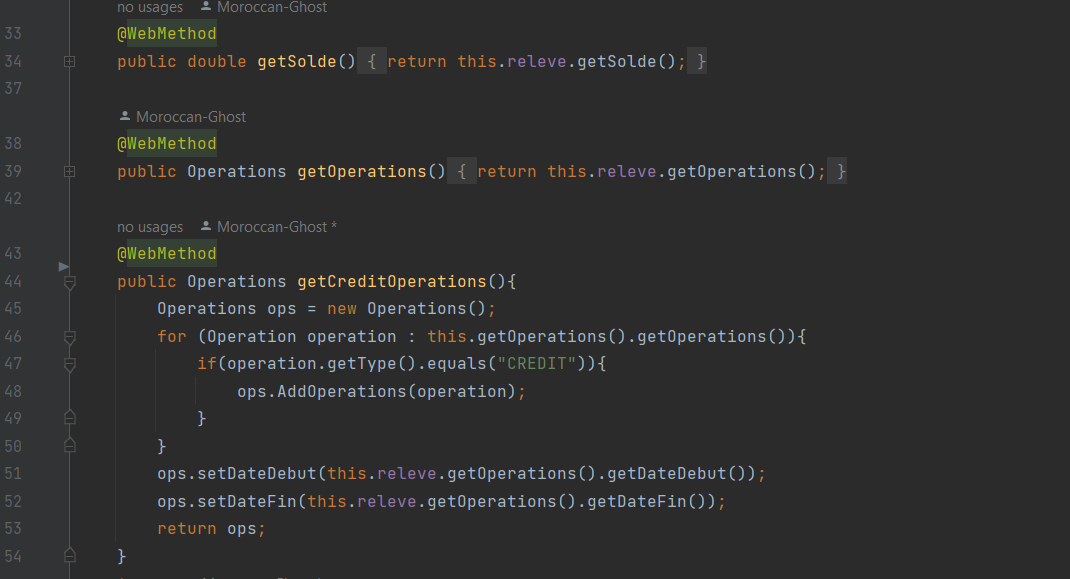 no usages Moroccan-Ghost
33 @WebMethod
34 public double getSolde() { return this.releve.getSolde(); }
37
Moroccan-Ghost
38 @WebMethod
39 public Operations getOperations() { return this.releve.getOperations(); }
42
no usages Moroccan-Ghost *
43 @WebMethod
44 public Operations getCreditOperations(){
45 Operations ops = new Operations();
46 for (Operation operation : this.getOperations().getOperations()){
47 if(operation.getType().equals("CREDIT")){
48 ops.AddOperations(operation);
49 }
50 }
51 ops.setDateDebut(this.releve.getOperations().getDateDebut());
52 ops.setDateFin(this.releve.getOperations().getDateFin());
53 return ops;
54 }